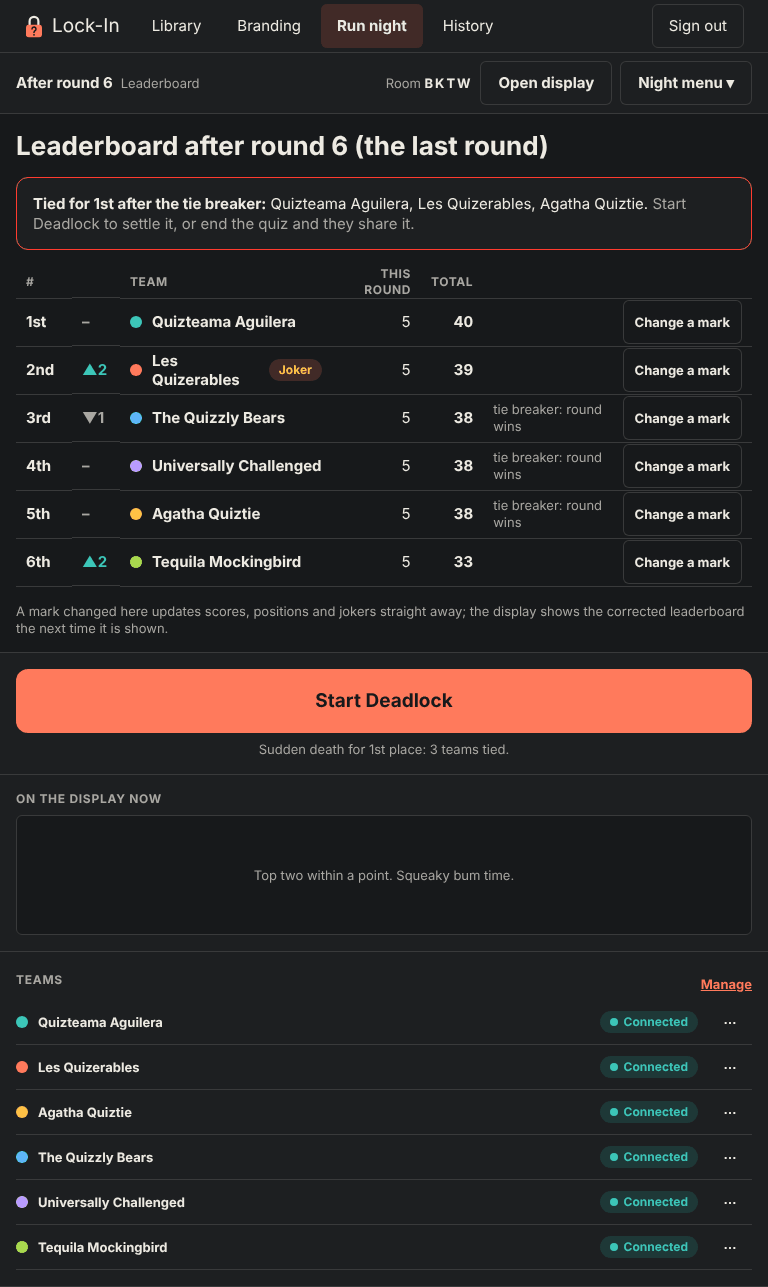 Lock-In Library Branding Run night History Sign out
After round 6 Leaderboard Room BKTW Open display Night menu ▾
Leaderboard after round 6 (the last round)
Tied for 1st after the tie breaker: Quizteama Aguilera, Les Quizerables, Agatha Quiztie. Start
Deadlock to settle it, or end the quiz and they share it.
# TEAM THIS ROUND TOTAL
1st – Quizteama Aguilera 5 40 Change a mark
2nd ▲2 Les Quizerables Joker 5 39 Change a mark
3rd ▼1 The Quizzly Bears 5 38 tie breaker: round wins Change a mark
4th – Universally Challenged 5 38 tie breaker: round wins Change a mark
5th – Agatha Quiztie 5 38 tie breaker: round wins Change a mark
6th ▲2 Tequila Mockingbird 5 33 Change a mark
A mark changed here updates scores, positions and jokers straight away; the display shows the corrected leaderboard
the next time it is shown.
Start Deadlock
Sudden death for 1st place: 3 teams tied.
ON THE DISPLAY NOW
Top two within a point. Squeaky bum time.
TEAMS Manage
Quizteama Aguilera Connected ...
Les Quizerables Connected ...
Agatha Quiztie Connected ...
The Quizzly Bears Connected ...
Universally Challenged Connected ...
Tequila Mockingbird Connected ...